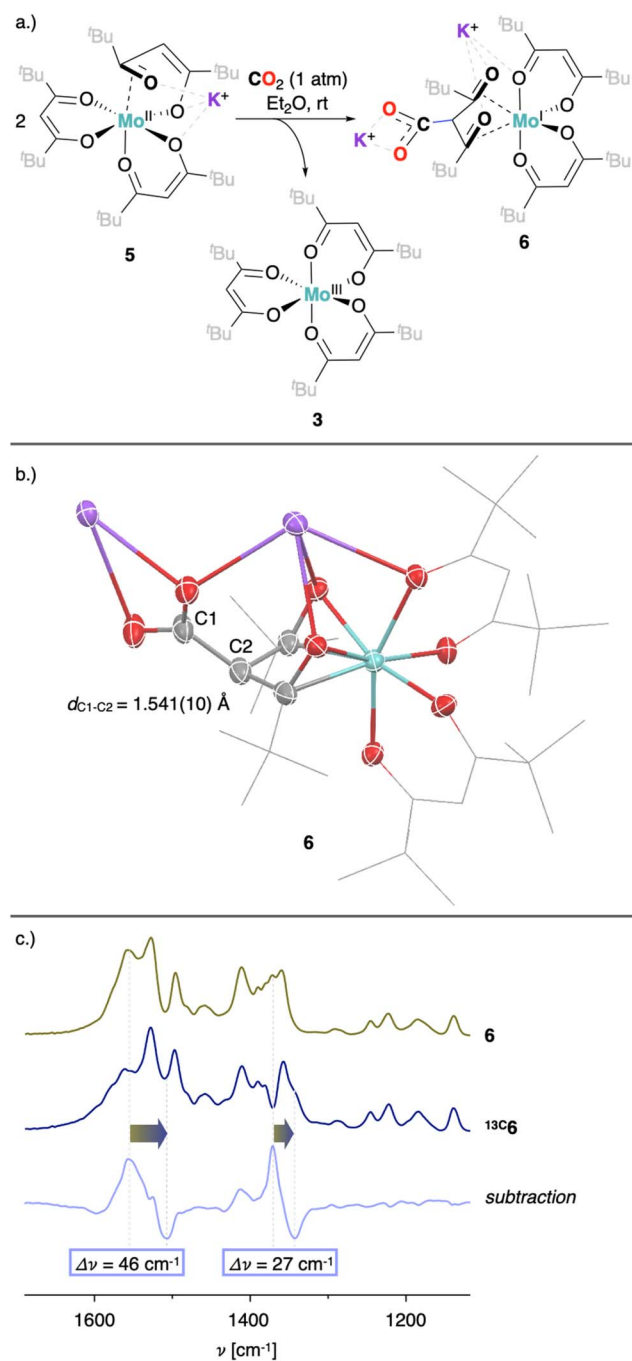 a.)
ᵗBu
O
ᵗBu
O
K⁺
ᵗBu
O
Moᴵᴵ
O
2
O
O
ᵗBu
O
ᵗBu
ᵗBu
5
CO₂ (1 atm)
Et₂O, rt
K⁺
ᵗBu
ᵗBu
O
O
O
C
Moᴵ
O
ᵗBu
K⁺
O
O
O
ᵗBu
O
ᵗBu
ᵗBu
6
ᵗBu
ᵗBu
O
ᵗBu
O
O
Moᴵᴵᴵ
O
O
O
ᵗBu
ᵗBu
ᵗBu
3
b.)
C1
C2
dC1-C2 = 1.541(10) Å
6
c.)
6
¹³ᶜ6
subtraction
Δν = 46 cm⁻¹
Δν = 27 cm⁻¹
1600 1400 1200
ν [cm⁻¹]